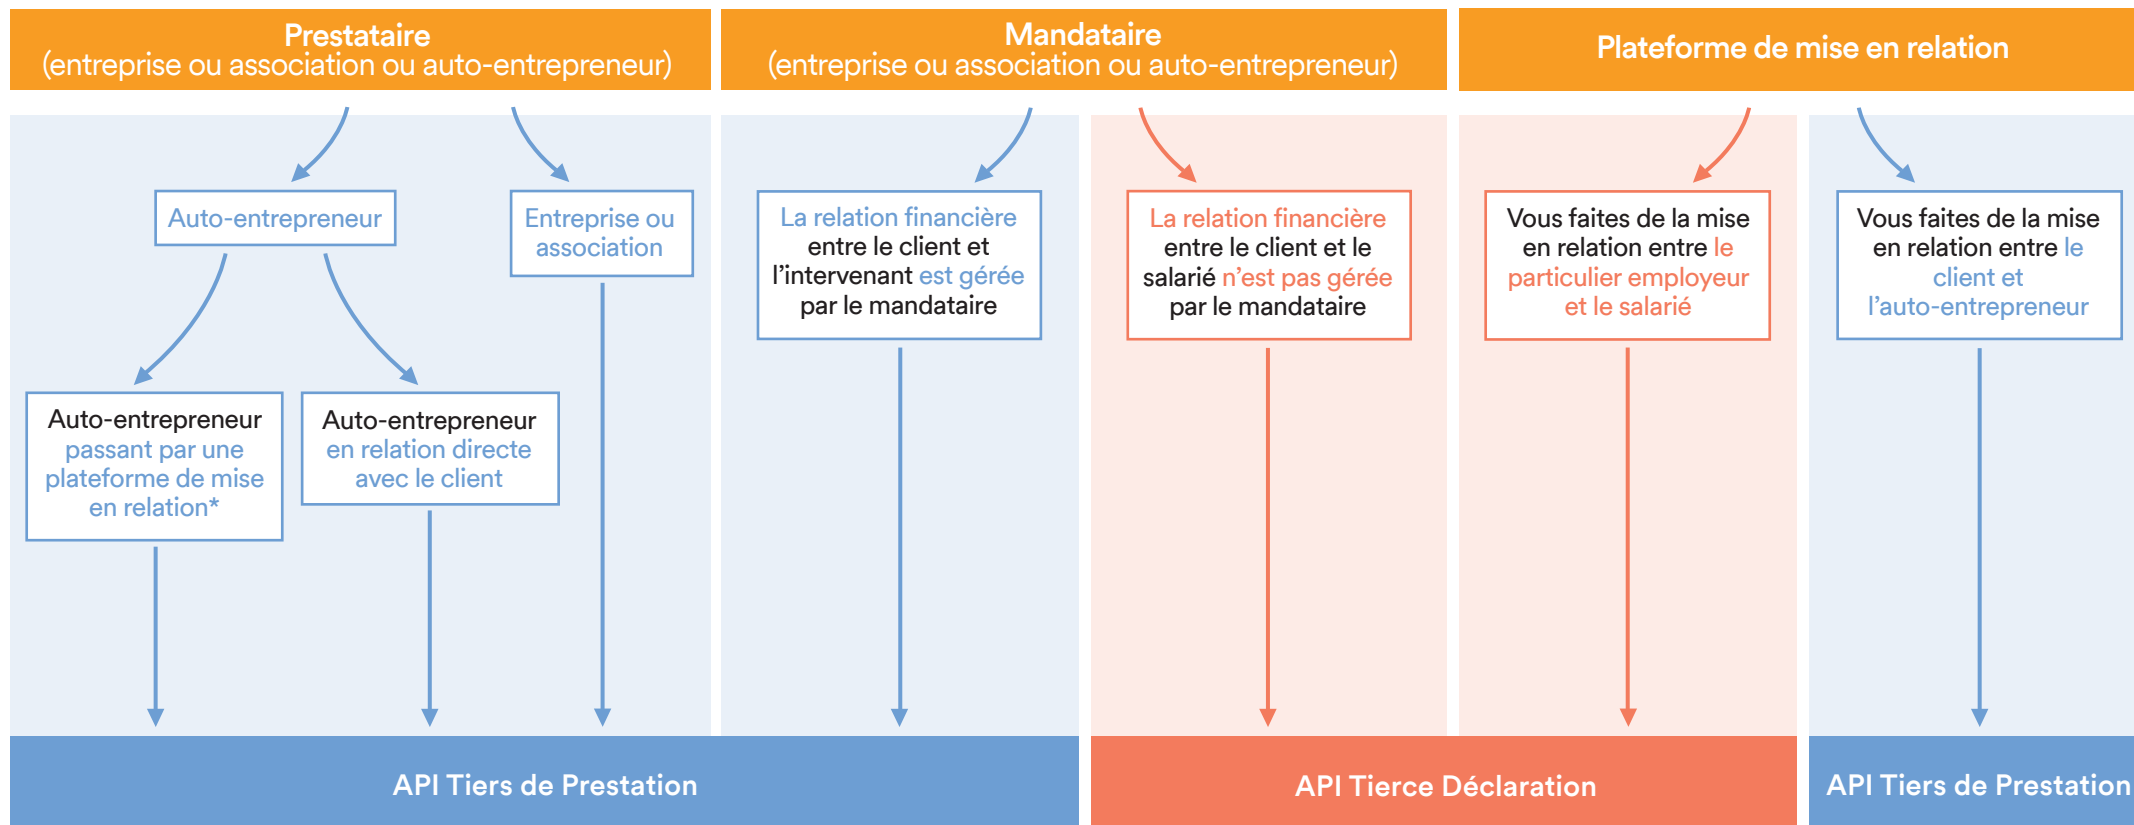 Prestataire
(entreprise ou association ou auto-entrepreneur)
Mandataire
(entreprise ou association ou auto-entrepreneur)
Plateforme de mise en relation
Auto-entrepreneur
Entreprise ou
association
La relation financière
entre le client et
l’intervenant est gérée
par le mandataire
La relation financière
entre le client et le
salarié n’est pas gérée
par le mandataire
Vous faites de la mise
en relation entre le
particulier employeur
et le salarié
Vous faites de la mise
en relation entre le
client et
l’auto-entrepreneur
Auto-entrepreneur
passant par une
plateforme de mise
en relation*
Auto-entrepreneur
en relation directe
avec le client
API Tiers de Prestation
API Tierce Déclaration
API Tiers de Prestation